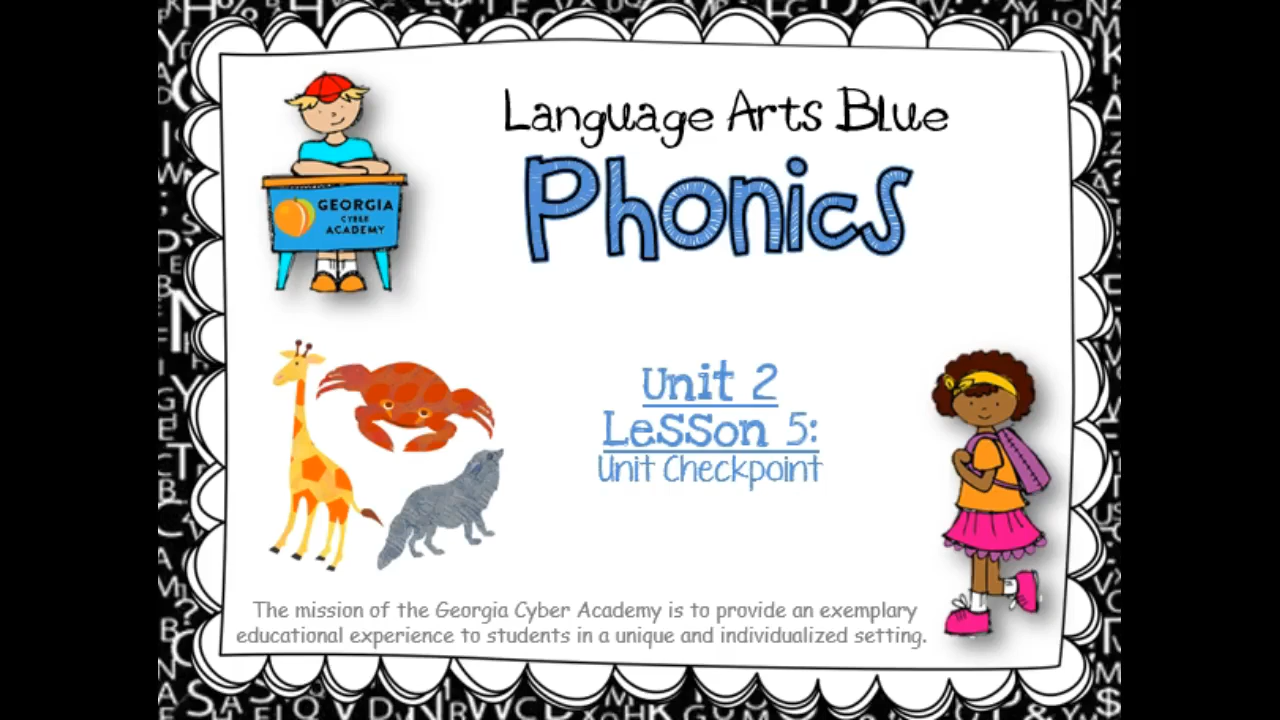 Language Arts Blue
Phonics
GEORGIA
CYBER
ACADEMY
Unit 2
Lesson 5:
Unit Checkpoint
The mission of the Georgia Cyber Academy is to provide an exemplary
educational experience to students in a unique and individualized setting.